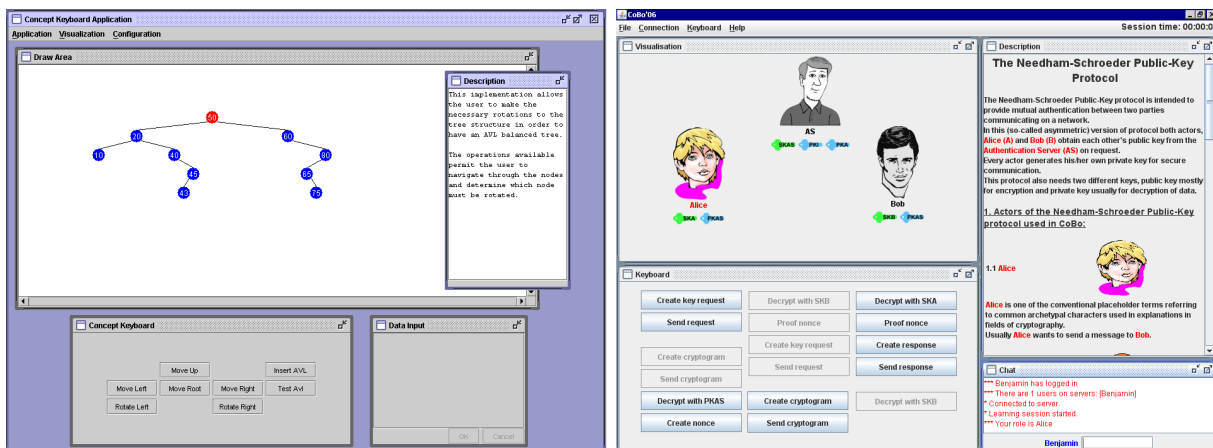 Concept Keyboard Application
Application Visualization Configuration
Draw Area
50
20
60
10
40
80
45
65
43
75
Description
This implementation allows
the user to make the
necessary rotations to the
tree structure in order to
have an AVL balanced tree.
The operations available
permit the user to
navigate through the nodes
and determine which node
must be rotated.
Concept Keyboard
Move Up
Insert AVL
Move Left
Move Root
Move Right
Test Avl
Rotate Left
Rotate Right
Data Input
OK
Cancel
CoBo'06
File Connection Keyboard Help
Session time: 00:00:0
Visualisation
AS
SKAS
PKA
Alice
SKA
PKAS
Bob
SKB
PKAS
Keyboard
Create key request
Decrypt with SKB
Decrypt with SKA
Send request
Proof nonce
Proof nonce
Create key request
Create response
Create cryptogram
Send request
Send response
Send cryptogram
Decrypt with PKAS
Create cryptogram
Decrypt with SKB
Create nonce
Send cryptogram
Description
The Needham-Schroeder Public-Key
Protocol
The Needham-Schroeder Public-Key protocol is intended to
provide mutual authentication between two parties
communicating on a network.
In this (so-called asymmetric) version of protocol both actors,
Alice (A) and Bob (B) obtain each other's public key from the
Authentication Server (AS) on request.
Every actor generates his/her own private key for secure
communication.
This protocol also needs two different keys, public key mostly
for encryption and private key usually for decryption of data.
1. Actors of the Needham-Schroeder Public-Key
protocol used in CoBo:
1.1 Alice
Alice is one of the conventional placeholder terms referring
to common archetypal characters used in explanations in
fields of cryptography.
Usually Alice wants to send a message to Bob.
Chat
*** Benjamin has logged in
*** There are 1 users on servers: [Benjamin]
* Connected to server.
* Learning session started.
*** Your role is Alice
Benjamin